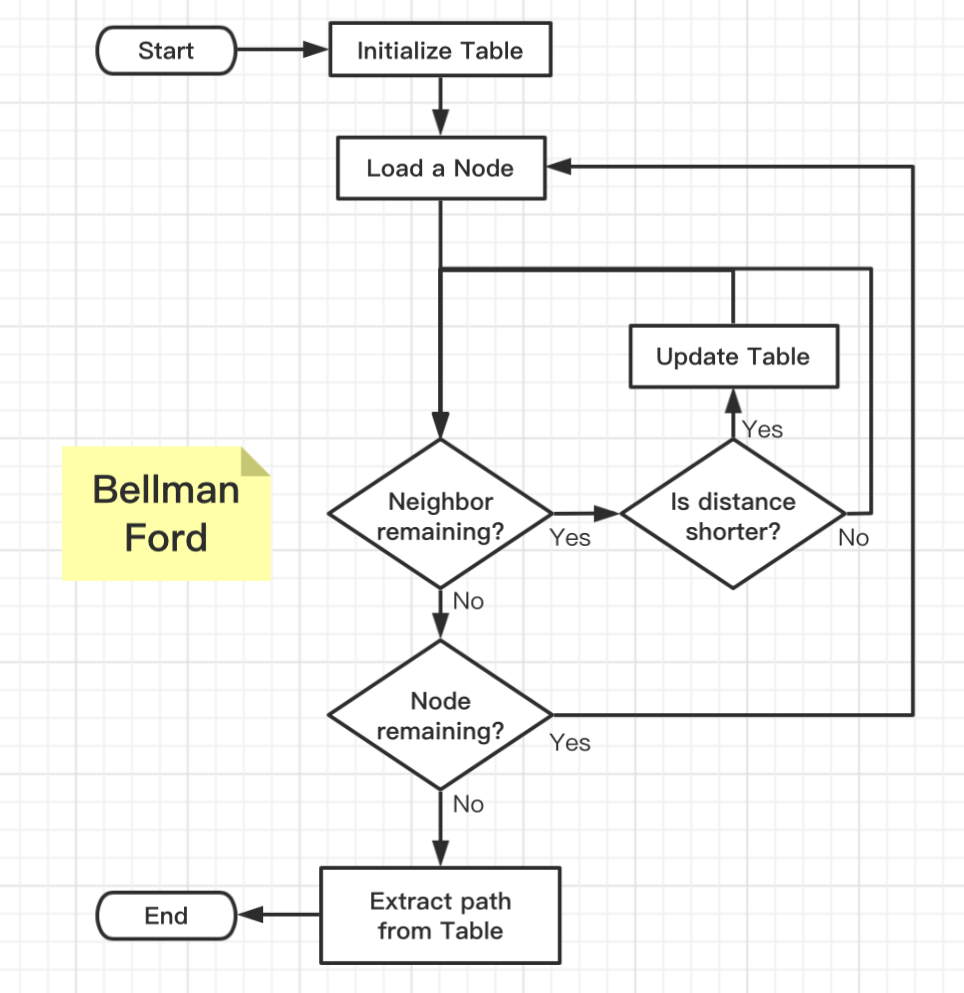 Start
Initialize Table
Load a Node
Update Table
Yes
Bellman
Ford
Neighbor
remaining?
Yes
Is distance
shorter?
No
No
Node
remaining?
Yes
No
Extract path
from Table
End